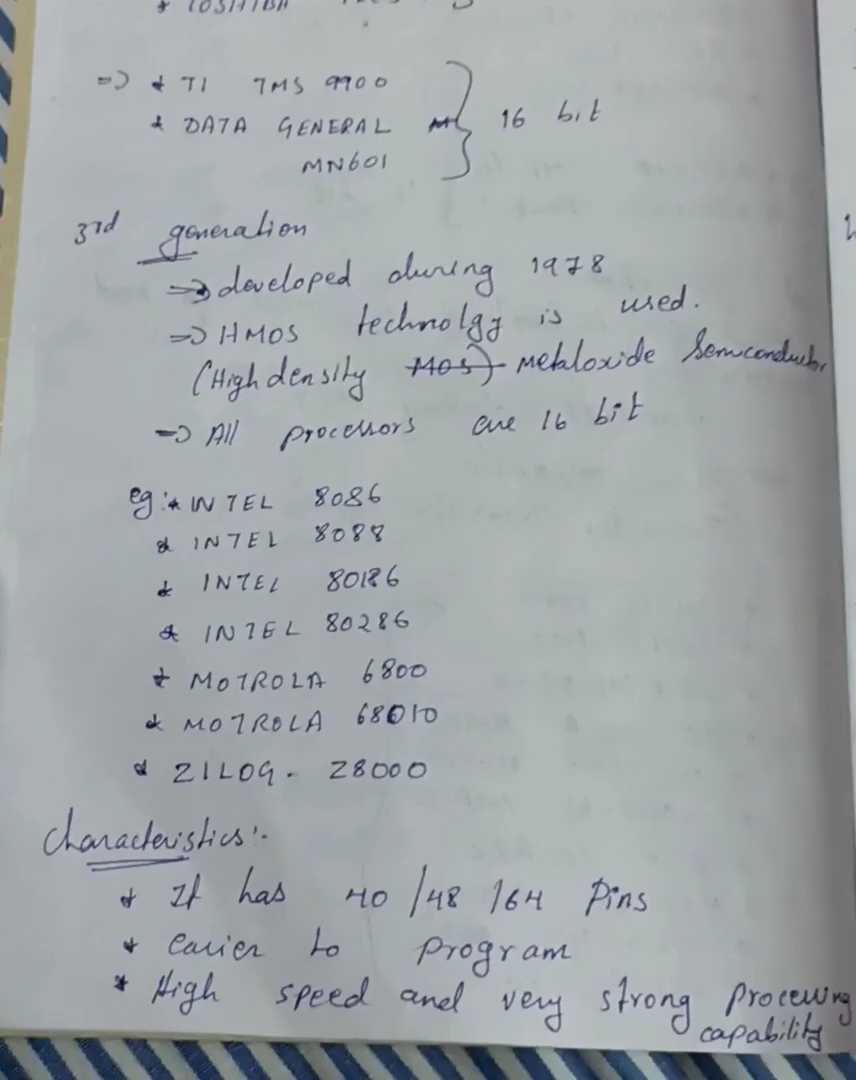 * TOSHIBA
=> * TI TMS 9900
* DATA GENERAL
MN601
16 bit
3rd generation
=> developed during 1978
=> HMOS technolgy is used.
(High density MOS) metaloxide Semiconductor
=> All processors are 16 bit
eg:* INTEL 8086
* INTEL 8088
* INTEL 80186
* INTEL 80286
* MOTROLA 6800
* MOTROLA 68010
* ZILOG - Z8000
Characteristics:-
* It has 40/48/64 Pins
* easier to program
* High speed and very strong Processing
capability